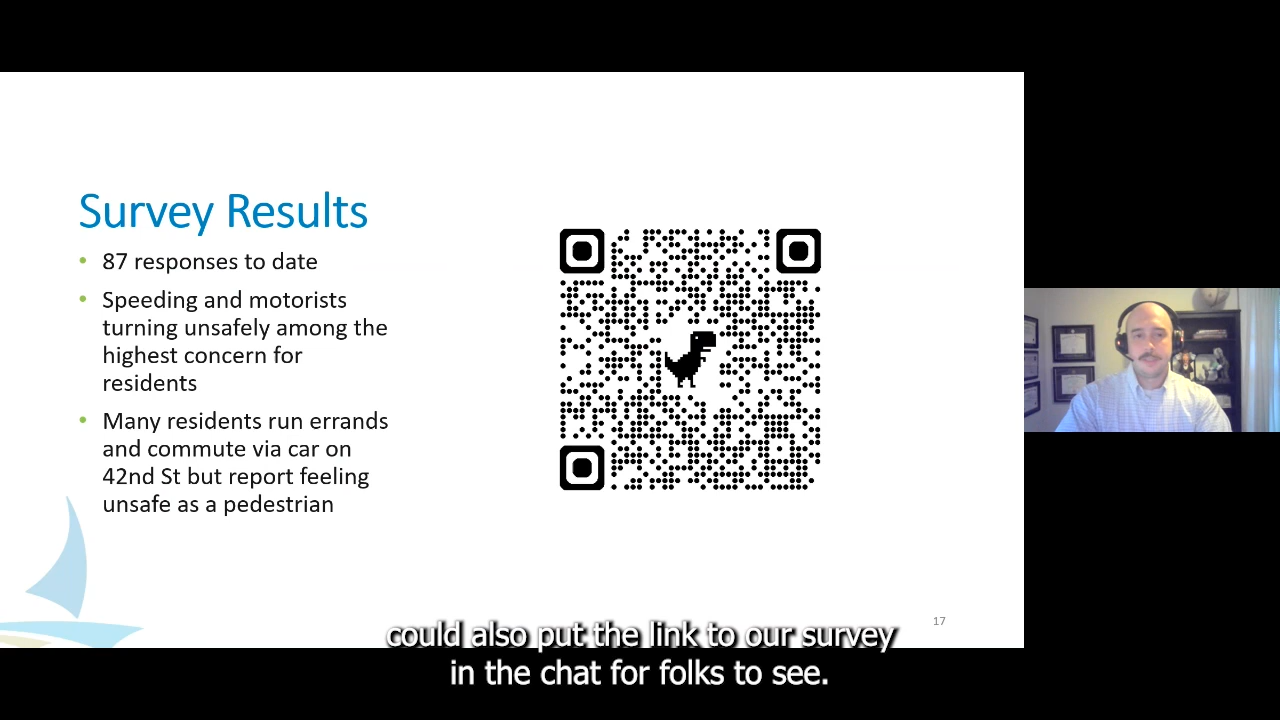 Survey Results
• 87 responses to date
• Speeding and motorists
turning unsafely among the
highest concern for
residents
• Many residents run errands
and commute via car on
42nd St but report feeling
unsafe as a pedestrian
17
could also put the link to our survey
in the chat for folks to see.